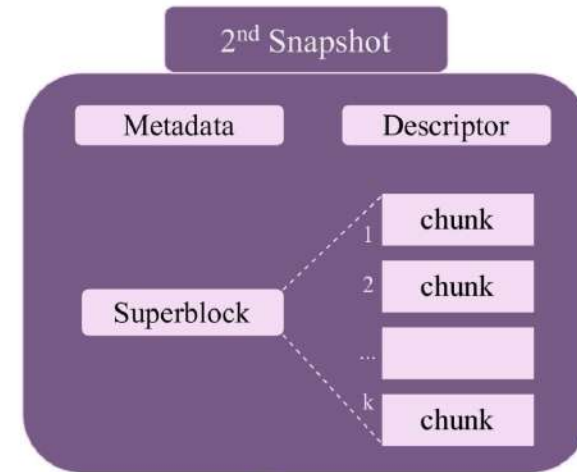 2nd Snapshot
Metadata
Descriptor
1 chunk
2 chunk
Superblock
...
k chunk